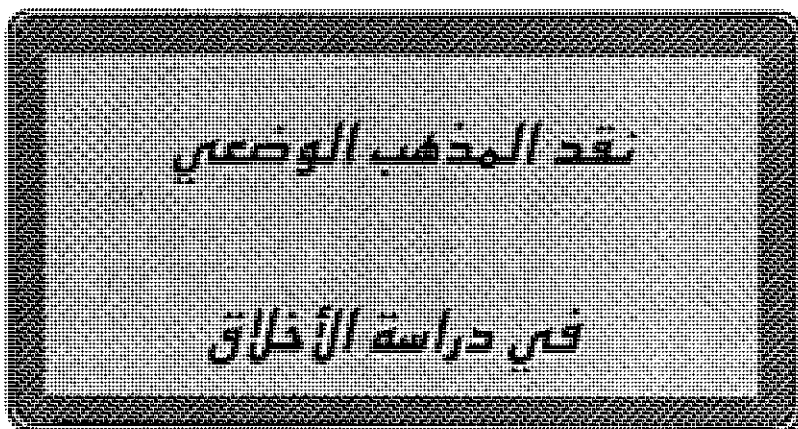 نقد المذهب الوضعي
في دراسة الأخلاق